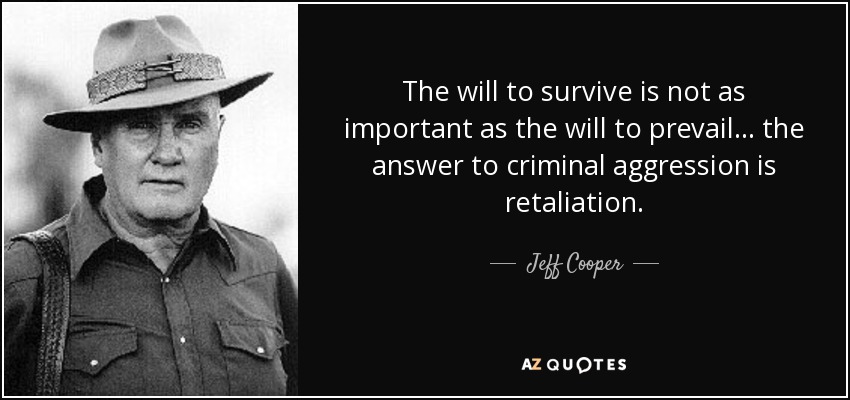 The will to survive is not as
important as the will to prevail... the
answer to criminal aggression is
retaliation.
Jeff Cooper
AZ QUOTES